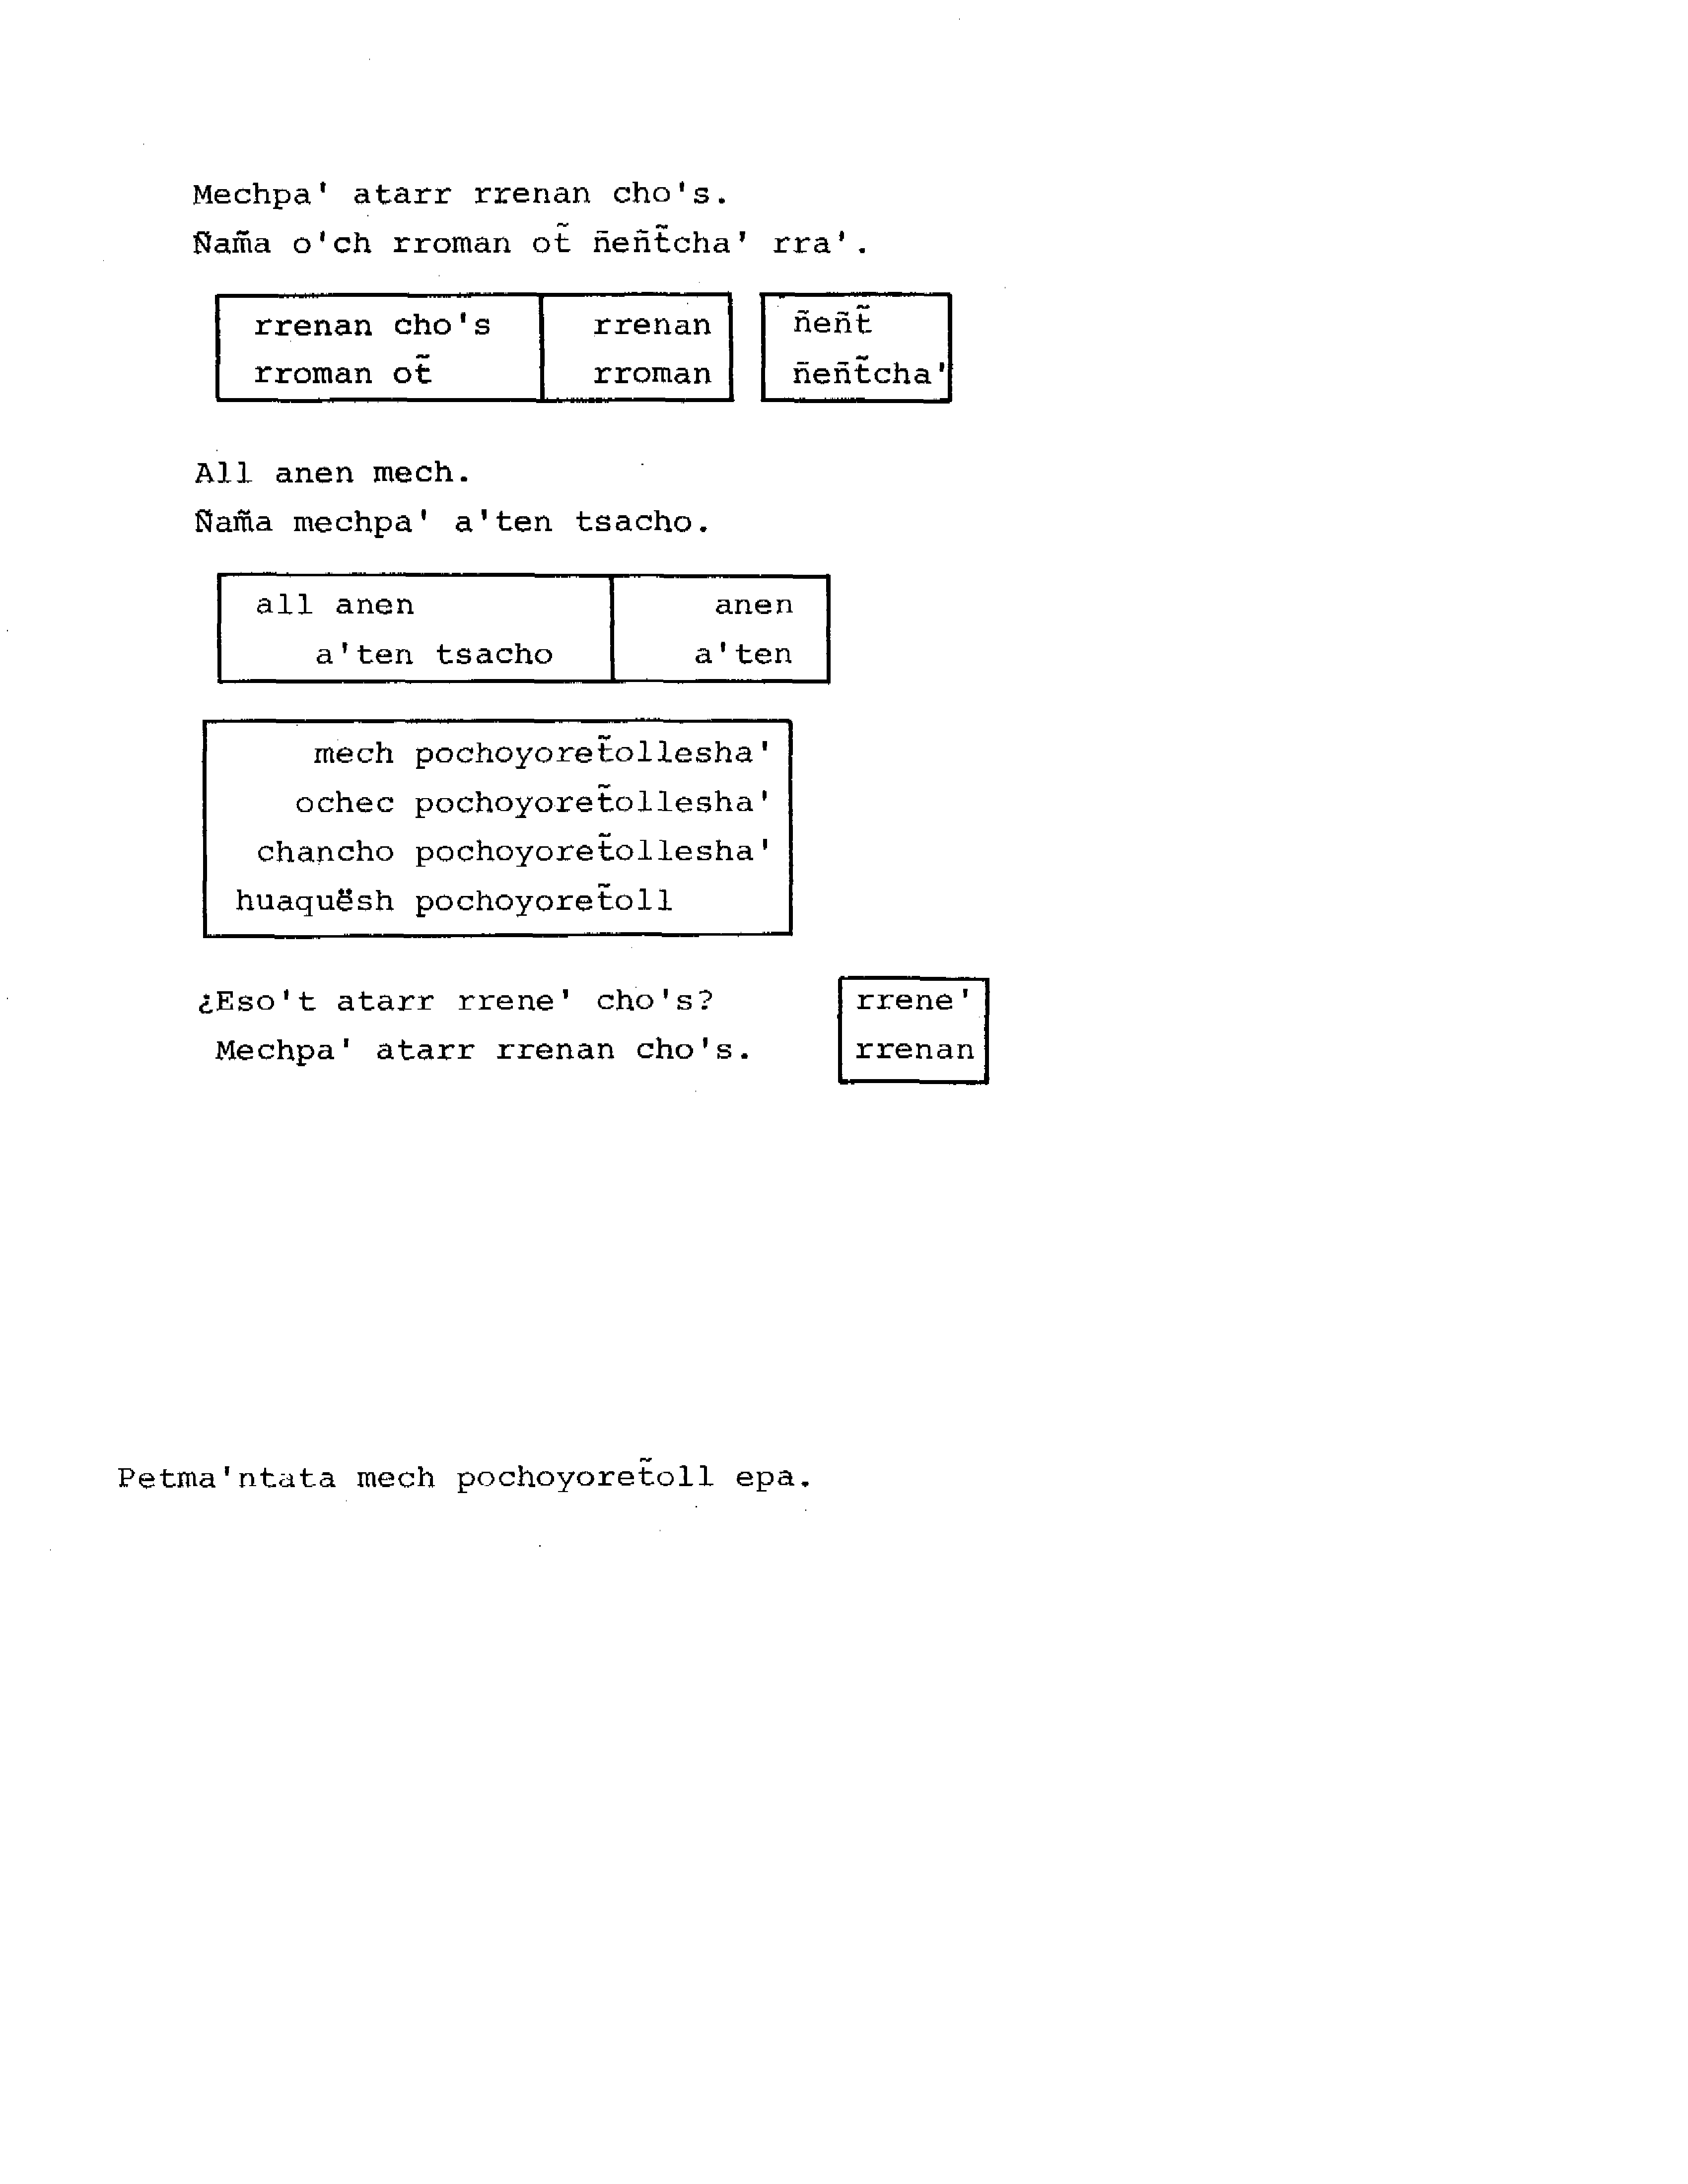 Mechpa' atarr rrenan cho's.
Ñam̃a o'ch rroman ot̃ ñeñt̃cha' rra'.
rrenan cho's rrenan ñeñt̃
rroman ot̃ rroman ñeñt̃cha'
All anen mech.
Ñam̃a mechpa' a'ten tsacho.
all anen anen
a'ten tsacho a'ten
mech pochoyoret̃ollesha'
ochec pochoyoret̃ollesha'
chancho pochoyoret̃ollesha'
huaquësh pochoyoret̃oll
¿Eso't atarr rrene' cho's? rrene'
Mechpa' atarr rrenan cho's. rrenan
Petma'ntata mech pochoyoret̃oll epa.